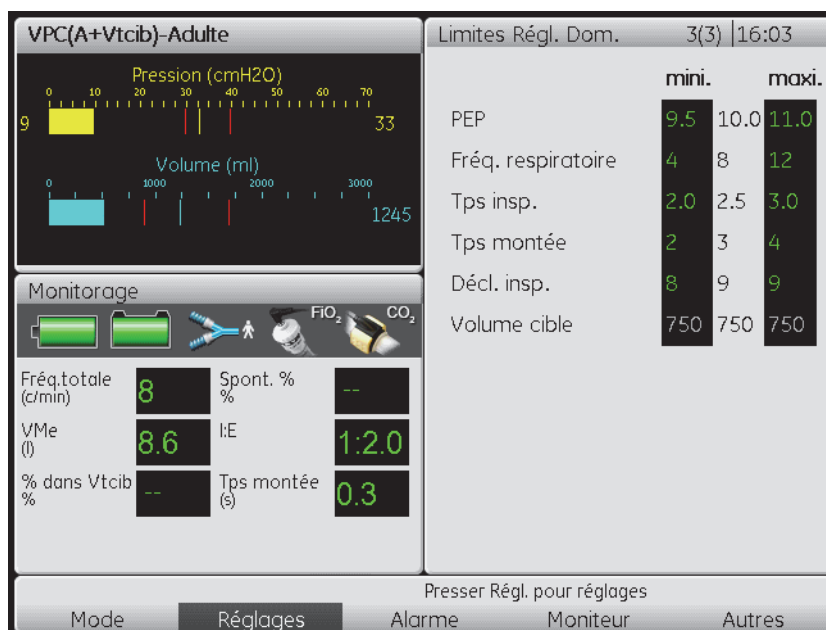 VPC(A+Vtcib)-Adulte
Pression (cmH2O)
0 10 20 30 40 50 60 70
9 33
Volume (ml)
0 1000 2000 3000
1245
Monitorage
FiO2 CO2
Fréq.totale (c/min) 8 Spont. % % --
VMe (l) 8.6 I:E 1:2.0
% dans Vtcib % -- Tps montée (s) 0.3
Limites Régl. Dom. 3(3) 16:03
mini. maxi.
PEP 9.5 10.0 11.0
Fréq. respiratoire 4 8 12
Tps insp. 2.0 2.5 3.0
Tps montée 2 3 4
Décl. insp. 8 9 9
Volume cible 750 750 750
Presser Régl. pour réglages
Mode Réglages Alarme Moniteur Autres